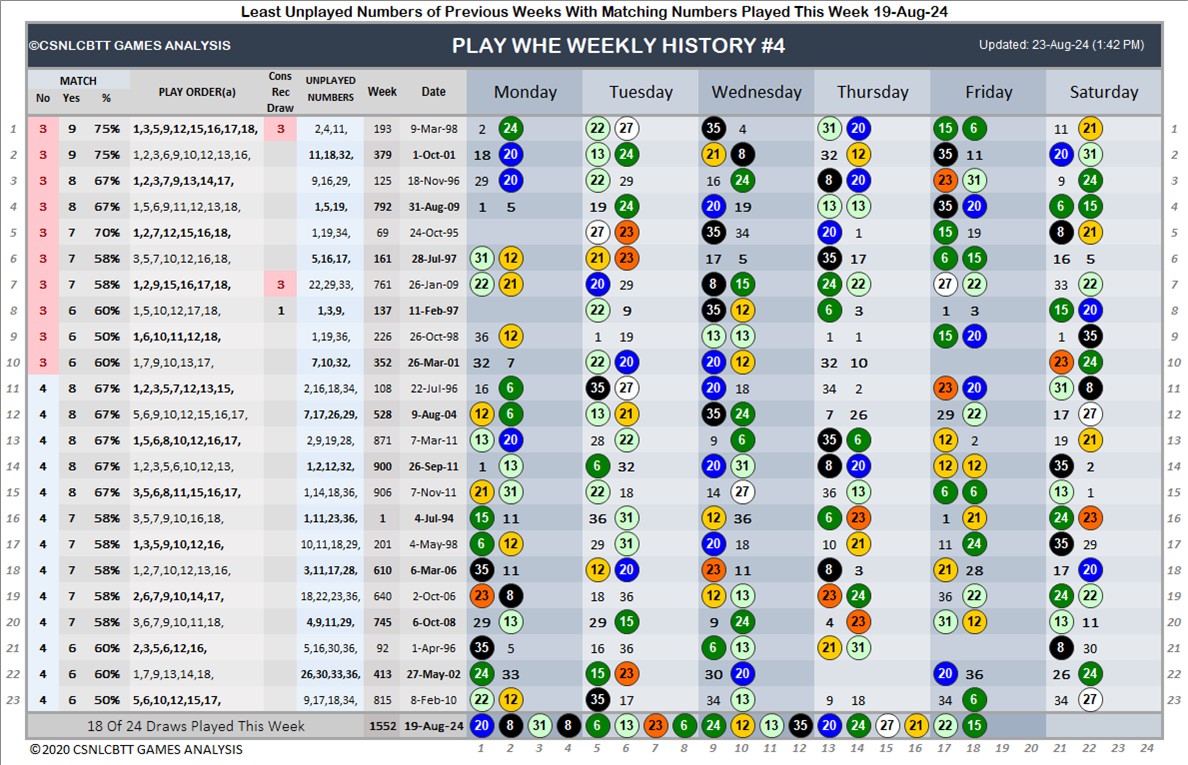 Least Unplayed Numbers of Previous Weeks With Matching Numbers Played This Week 19-Aug-24
©CSNLCBTT GAMES ANALYSIS PLAY WHE WEEKLY HISTORY #4 Updated: 23-Aug-24 (1:42 PM)
MATCH
No Yes % PLAY ORDER(a) Cons Rec Draw UNPLAYED NUMBERS Week Date Monday Tuesday Wednesday Thursday Friday Saturday
1 3 9 75% 1,3,5,9,12,15,16,17,18, 3 2,4,11, 193 9-Mar-98 2 24 22 27 35 4 31 20 15 6 11 21 1
2 3 9 75% 1,2,3,6,9,10,12,13,16, 11,18,32, 379 1-Oct-01 18 20 13 24 21 8 32 12 35 11 20 31 2
3 3 8 67% 1,2,3,7,9,13,14,17, 9,16,29, 125 18-Nov-96 29 20 22 29 16 24 8 20 23 31 9 24 3
4 3 8 67% 1,5,6,9,11,12,13,18, 1,5,19, 792 31-Aug-09 1 5 19 24 20 19 13 13 35 20 6 15 4
5 3 7 70% 1,2,7,12,15,16,18, 1,19,34, 69 24-Oct-95 27 23 35 34 20 1 15 19 8 21 5
6 3 7 58% 3,5,7,10,12,16,18, 5,16,17, 161 28-Jul-97 31 12 21 23 17 5 35 17 6 15 16 5 6
7 3 7 58% 1,2,9,15,16,17,18, 3 22,29,33, 761 26-Jan-09 22 21 20 29 8 15 24 22 27 22 33 22 7
8 3 6 60% 1,5,10,12,17,18, 1 1,3,9, 137 11-Feb-97 22 9 35 12 6 3 1 3 15 20 8
9 3 6 50% 1,6,10,11,12,18, 1,19,36, 226 26-Oct-98 36 12 1 19 13 13 1 1 15 20 1 35 9
10 3 6 60% 1,7,9,10,13,17, 7,10,32, 352 26-Mar-01 32 7 22 20 20 12 32 10 23 24 10
11 4 8 67% 1,2,3,5,7,12,13,15, 2,16,18,34, 108 22-Jul-96 16 6 35 27 20 18 34 2 23 20 31 8 11
12 4 8 67% 5,6,9,10,12,15,16,17, 7,17,26,29, 528 9-Aug-04 12 6 13 21 35 24 7 26 29 22 17 27 12
13 4 8 67% 1,5,6,8,10,12,16,17, 2,9,19,28, 871 7-Mar-11 13 20 28 22 9 6 35 6 12 2 19 21 13
14 4 8 67% 1,2,3,5,6,10,12,13, 1,2,12,32, 900 26-Sep-11 1 13 6 32 20 31 8 20 12 12 35 2 14
15 4 8 67% 3,5,6,8,11,15,16,17, 1,14,18,36, 906 7-Nov-11 21 31 22 18 14 27 36 13 6 6 13 1 15
16 4 7 58% 3,5,7,9,10,16,18, 1,11,23,36, 1 4-Jul-94 15 11 36 31 12 36 6 23 1 21 24 23 16
17 4 7 58% 1,3,5,9,10,12,16, 10,11,18,29, 201 4-May-98 6 12 29 31 20 18 10 21 11 24 35 29 17
18 4 7 58% 1,2,7,10,12,13,16, 3,11,17,28, 610 6-Mar-06 35 11 12 20 23 11 8 3 21 28 17 20 18
19 4 7 58% 2,6,7,9,10,14,17, 18,22,23,36, 640 2-Oct-06 23 8 18 36 12 13 23 24 36 22 24 22 19
20 4 7 58% 3,6,7,9,10,11,18, 4,9,11,29, 745 6-Oct-08 29 13 29 15 9 24 4 23 31 12 13 11 20
21 4 6 60% 2,3,5,6,12,16, 5,16,30,36, 92 1-Apr-96 35 5 16 36 6 13 21 31 8 30 21
22 4 6 60% 1,7,9,13,14,18, 26,30,33,36, 413 27-May-02 24 33 15 23 30 20 20 36 26 24 22
23 4 6 50% 5,6,10,12,15,17, 9,17,18,34, 815 8-Feb-10 22 12 35 17 34 13 9 18 34 6 34 27 23
18 Of 24 Draws Played This Week 1552 19-Aug-24 20 8 31 8 6 13 23 6 24 12 13 35 20 24 27 21 22 15
© 2020 CSNLCBTT GAMES ANALYSIS 1 2 3 4 5 6 7 8 9 10 11 12 13 14 15 16 17 18 19 20 21 22 23 24